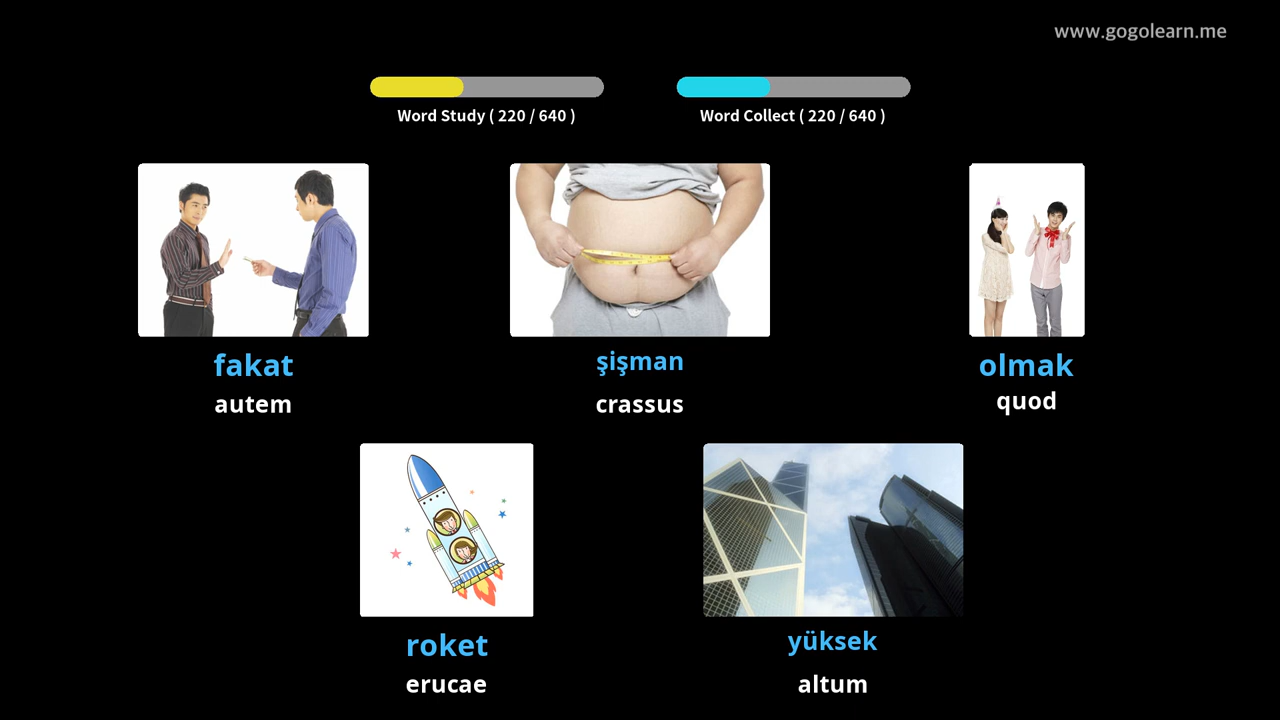 www.gogolearn.me
Word Study ( 220 / 640 )
Word Collect ( 220 / 640 )
fakat
autem
şişman
crassus
olmak
quod
roket
erucae
yüksek
altum